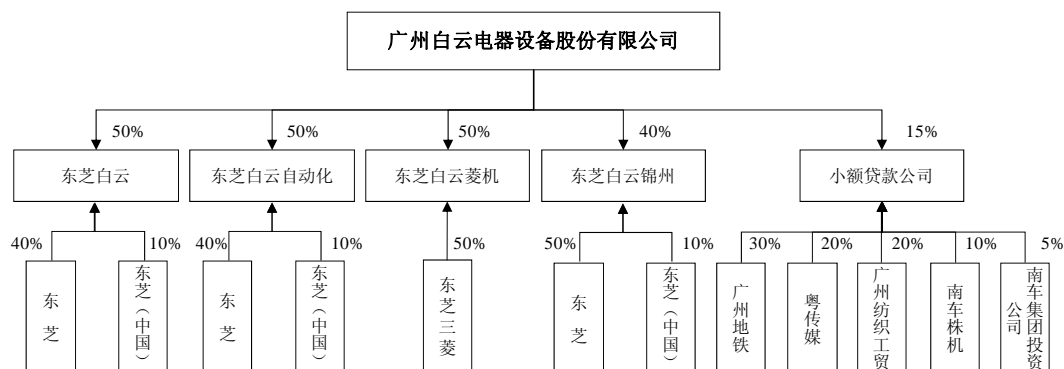 广州白云电器设备股份有限公司
50%
50%
50%
40%
15%
东芝白云
东芝白云自动化
东芝白云菱机
东芝白云锦州
小额贷款公司
40%
10%
40%
10%
50%
50%
10%
30%
20%
20%
10%
5%
东芝
东芝（中国）
东芝
东芝（中国）
东芝三菱
东芝
东芝（中国）
广州地铁
粤传媒
广州纺织工贸
南车株机
南车集团投资
公司